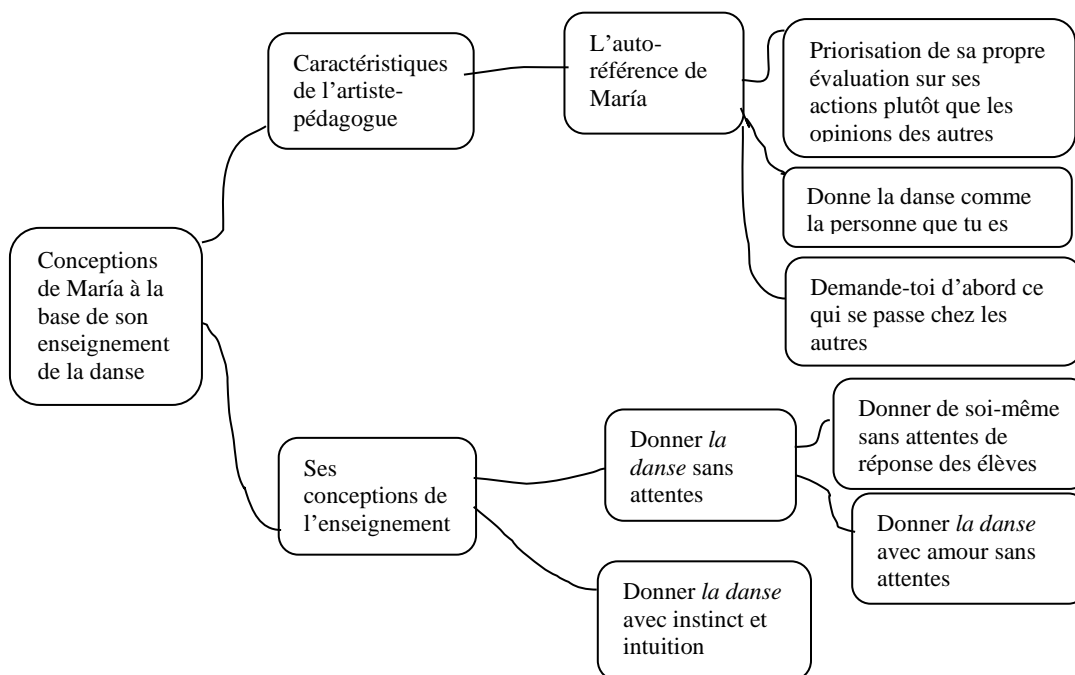 Caractéristiques
de l’artiste-
pédagogue
L’auto-
référence de
María
Priorisation de sa propre
évaluation sur ses
actions plutôt que les
opinions des autres
Donne la danse comme
la personne que tu es
Demande-toi d’abord ce
qui se passe chez les
autres
Conceptions
de María à la
base de son
enseignement
de la danse
Ses
conceptions de
l’enseignement
Donner la
danse sans
attentes
Donner de soi-même
sans attentes de
réponse des élèves
Donner la danse
avec amour sans
attentes
Donner la danse
avec instinct et
intuition